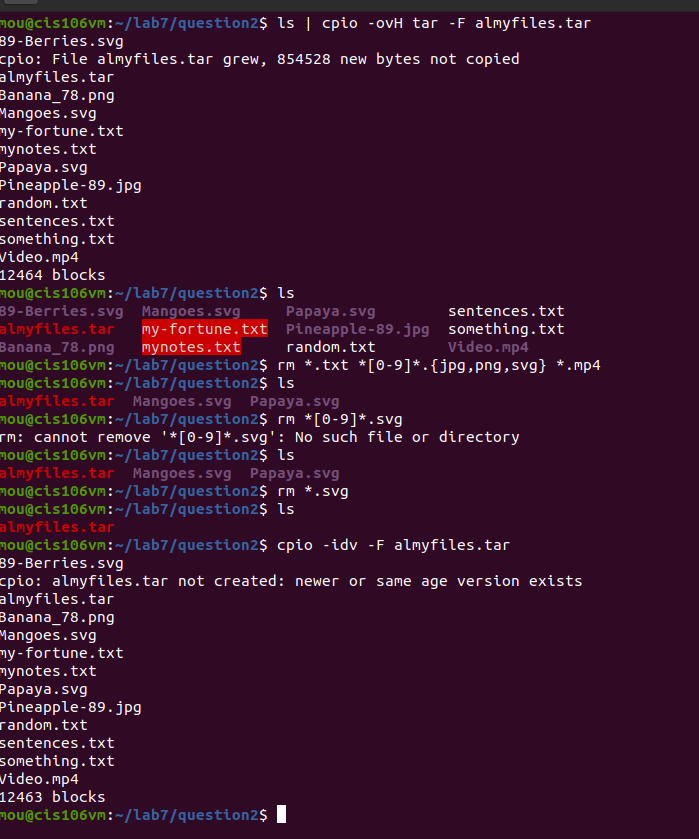 mou@cis106vm:~/lab7/question2$ ls | cpio -ovH tar -F almyfiles.tar
89-Berries.svg
cpio: File almyfiles.tar grew, 854528 new bytes not copied
almyfiles.tar
Banana_78.png
Mangoes.svg
my-fortune.txt
mynotes.txt
Papaya.svg
Pineapple-89.jpg
random.txt
sentences.txt
something.txt
Video.mp4
12464 blocks
mou@cis106vm:~/lab7/question2$ ls
89-Berries.svg  Mangoes.svg     Papaya.svg        sentences.txt
almyfiles.tar   my-fortune.txt  Pineapple-89.jpg  something.txt
Banana_78.png   mynotes.txt     random.txt        Video.mp4
mou@cis106vm:~/lab7/question2$ rm *.txt *[0-9]*.{jpg,png,svg} *.mp4
mou@cis106vm:~/lab7/question2$ ls
almyfiles.tar  Mangoes.svg  Papaya.svg
mou@cis106vm:~/lab7/question2$ rm *[0-9]*.svg
rm: cannot remove '*[0-9]*.svg': No such file or directory
mou@cis106vm:~/lab7/question2$ ls
almyfiles.tar  Mangoes.svg  Papaya.svg
mou@cis106vm:~/lab7/question2$ rm *.svg
mou@cis106vm:~/lab7/question2$ ls
almyfiles.tar
mou@cis106vm:~/lab7/question2$ cpio -idv -F almyfiles.tar
89-Berries.svg
cpio: almyfiles.tar not created: newer or same age version exists
almyfiles.tar
Banana_78.png
Mangoes.svg
my-fortune.txt
mynotes.txt
Papaya.svg
Pineapple-89.jpg
random.txt
sentences.txt
something.txt
Video.mp4
12463 blocks
mou@cis106vm:~/lab7/question2$